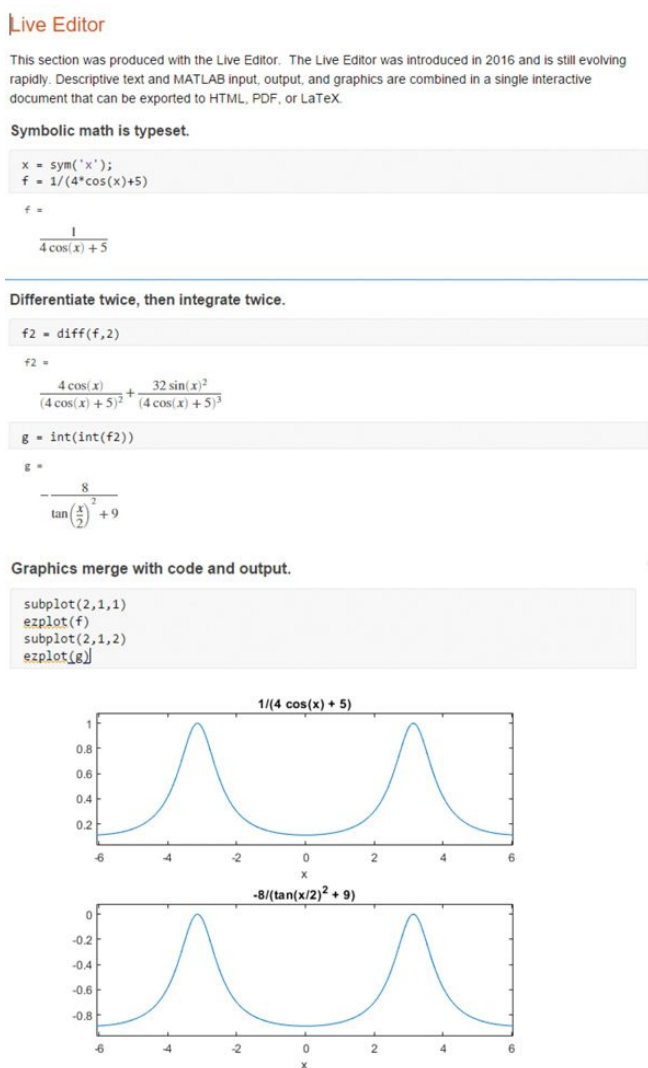 Live Editor
This section was produced with the Live Editor. The Live Editor was introduced in 2016 and is still evolving
rapidly. Descriptive text and MATLAB input, output, and graphics are combined in a single interactive
document that can be exported to HTML, PDF, or LaTeX.
Symbolic math is typeset.
x = sym('x');
f = 1/(4*cos(x)+5)
f =
1
4 cos(x) + 5
Differentiate twice, then integrate twice.
f2 = diff(f,2)
f2 =
4 cos(x) 32 sin(x)²
(4 cos(x) + 5)² + (4 cos(x) + 5)³
g = int(int(f2))
g =
- 8
tan(x/2)² + 9
Graphics merge with code and output.
subplot(2,1,1)
ezplot(f)
subplot(2,1,2)
ezplot(g)
1/(4 cos(x) + 5)
1
0.8
0.6
0.4
0.2
-6 -4 -2 0 2 4 6
x
-8/(tan(x/2)² + 9)
0
-0.2
-0.4
-0.6
-0.8
-6 -4 -2 0 2 4 6
x